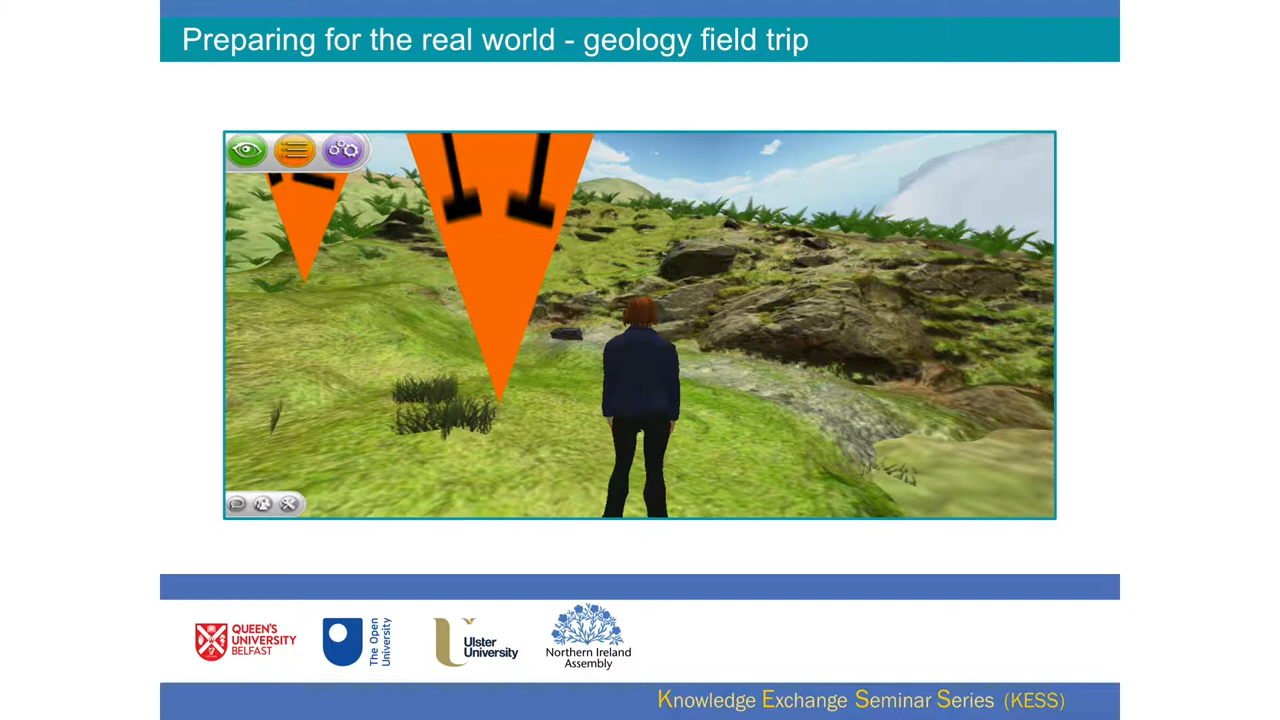 Preparing for the real world - geology field trip
QUEEN'S
UNIVERSITY
BELFAST
The Open
University
Ulster
University
Northern Ireland
Assembly
Knowledge Exchange Seminar Series (KESS)